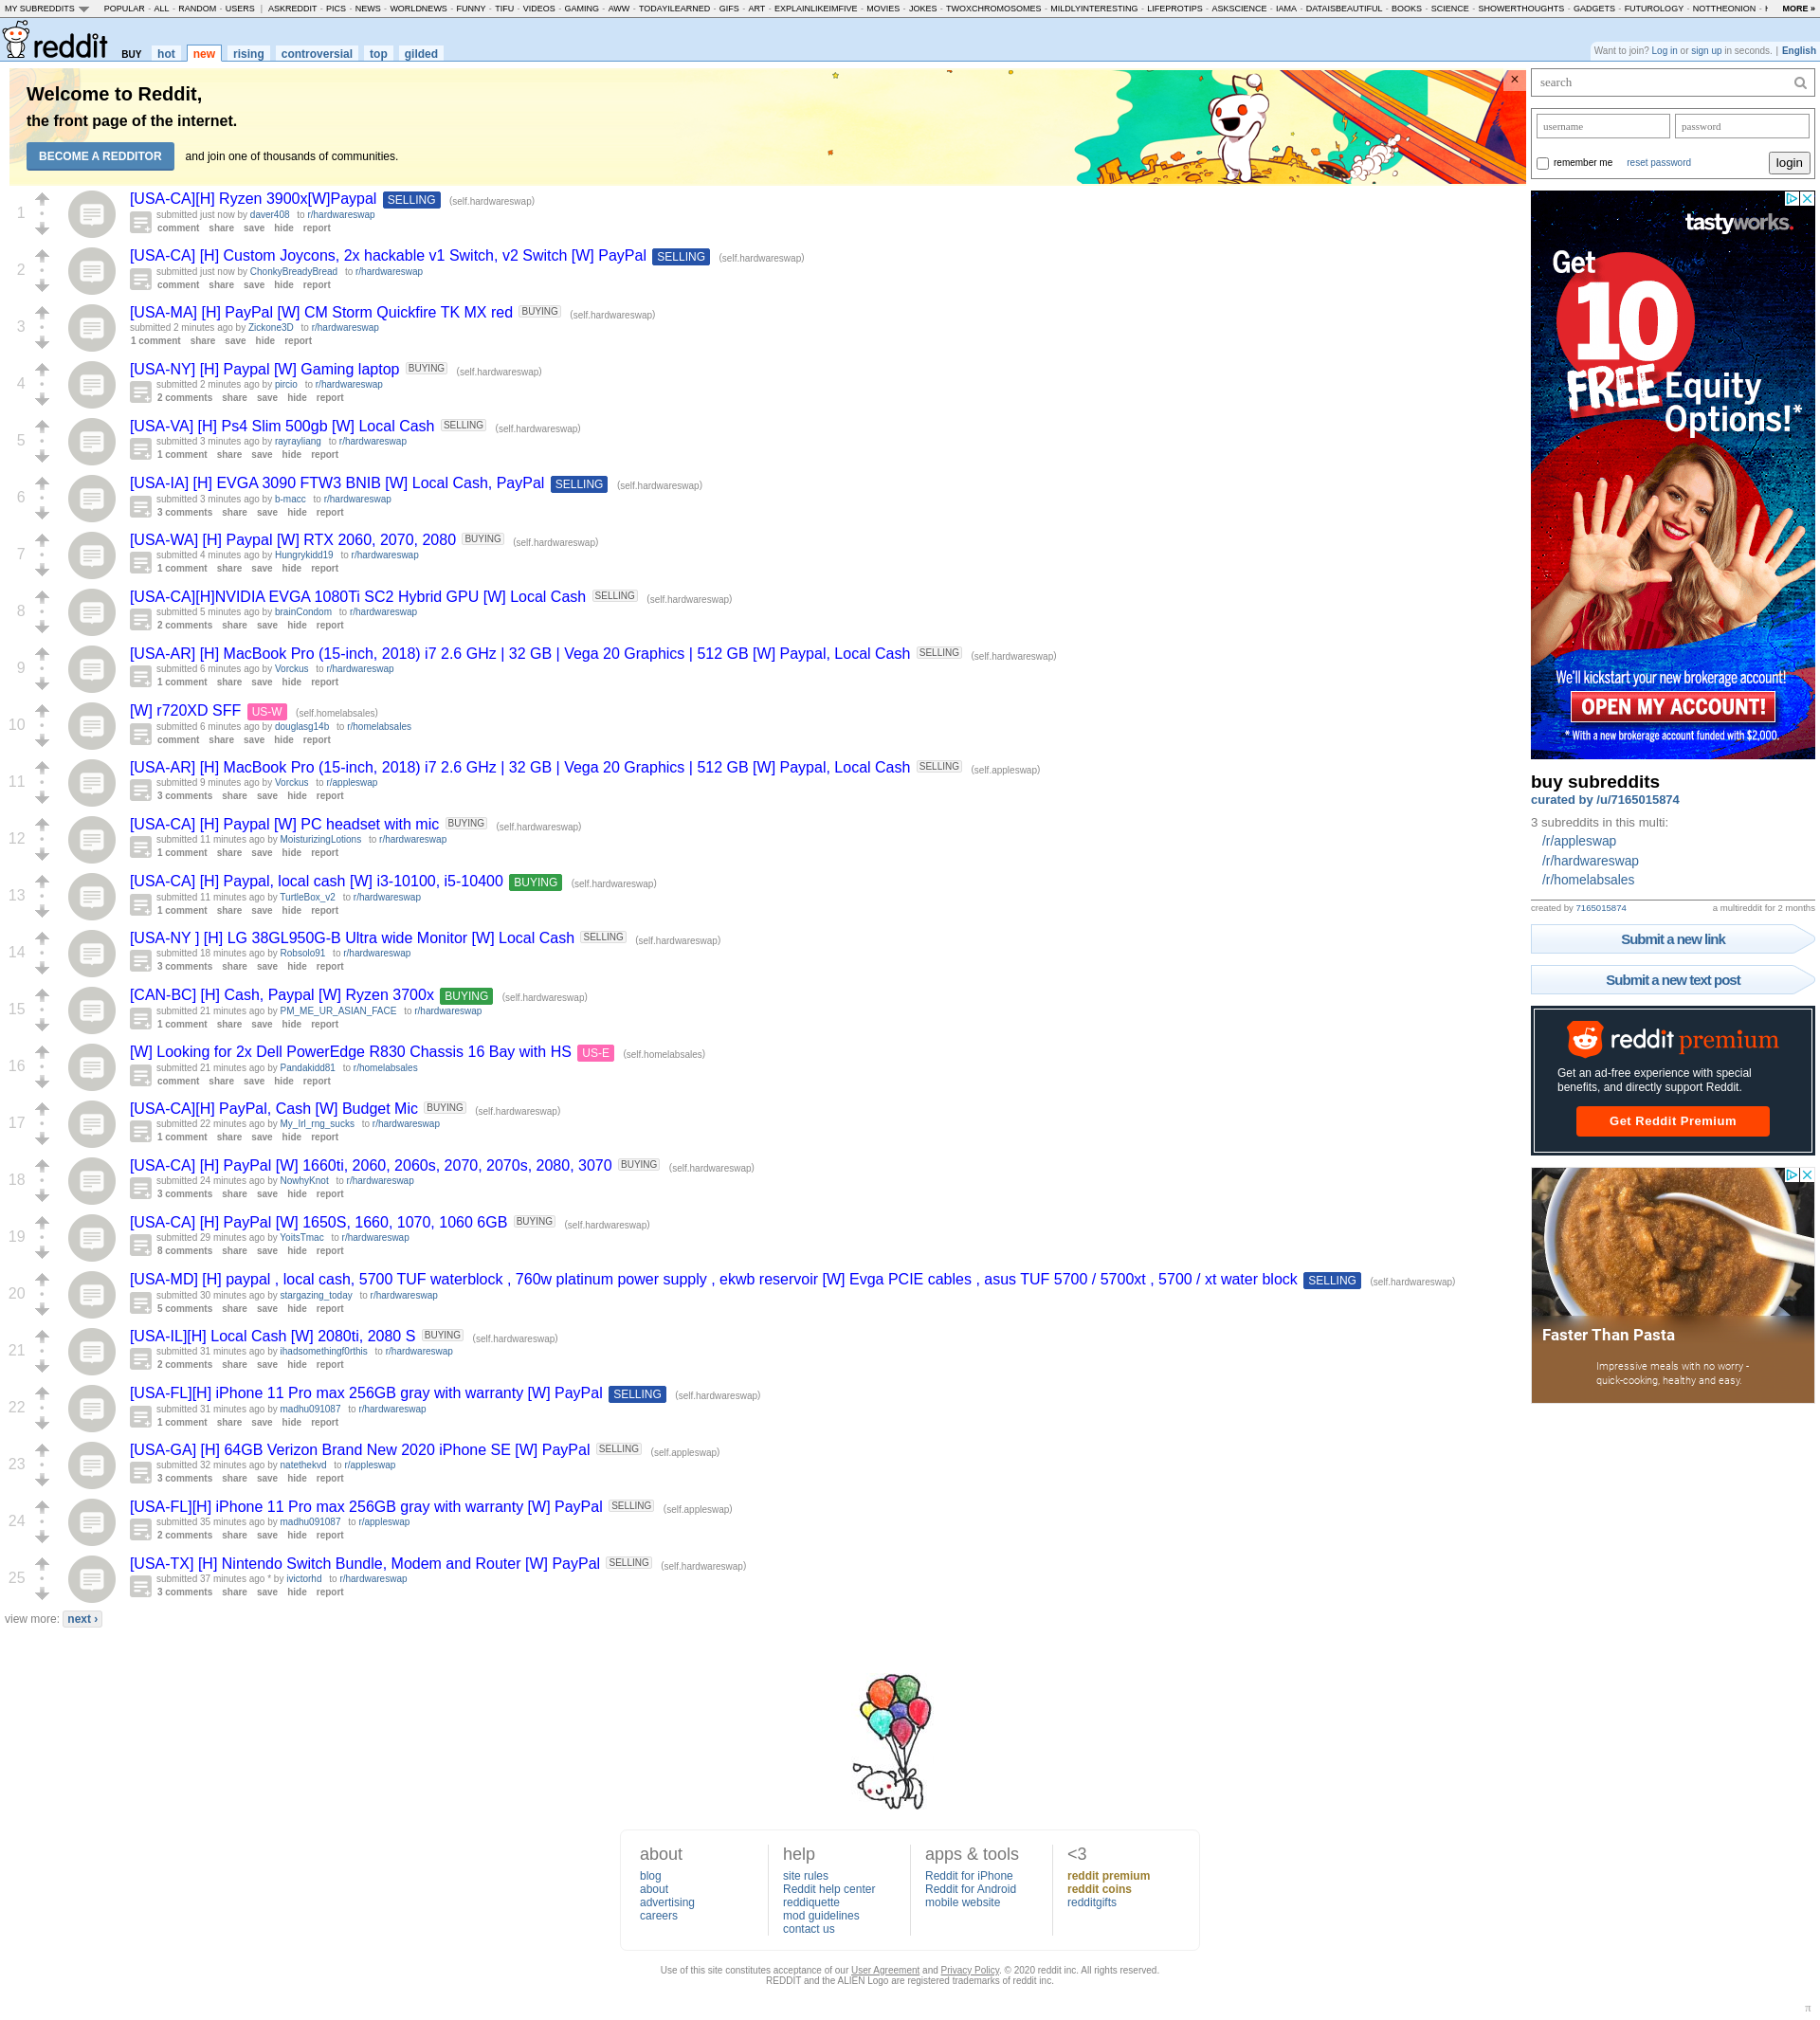 MY SUBREDDITS POPULAR - ALL - RANDOM - USERS | ASKREDDIT - PICS - NEWS - WORLDNEWS - FUNNY - TIFU - VIDEOS - GAMING - AWW - TODAYILEARNED - GIFS - ART - EXPLAINLIKEIMFIVE - MOVIES - JOKES - TWOXCHROMOSOMES - MILDLYINTERESTING - LIFEPROTIPS - ASKSCIENCE - IAMA - DATAISBEAUTIFUL - BOOKS - SCIENCE - SHOWERTHOUGHTS - GADGETS - FUTUROLOGY - NOTTHEONION - MORE »
reddit BUY hot new rising controversial top gilded
Want to join? Log in or sign up in seconds. | English
Welcome to Reddit,
the front page of the internet.
BECOME A REDDITOR and join one of thousands of communities.
×
1
[USA-CA][H] Ryzen 3900x[W]Paypal SELLING (self.hardwareswap)
submitted just now by daver408 to r/hardwareswap
comment share save hide report
2
[USA-CA] [H] Custom Joycons, 2x hackable v1 Switch, v2 Switch [W] PayPal SELLING (self.hardwareswap)
submitted just now by ChonkyBreadyBread to r/hardwareswap
comment share save hide report
3
[USA-MA] [H] PayPal [W] CM Storm Quickfire TK MX red BUYING (self.hardwareswap)
submitted 2 minutes ago by Zickone3D to r/hardwareswap
1 comment share save hide report
4
[USA-NY] [H] Paypal [W] Gaming laptop BUYING (self.hardwareswap)
submitted 2 minutes ago by pircio to r/hardwareswap
2 comments share save hide report
5
[USA-VA] [H] Ps4 Slim 500gb [W] Local Cash SELLING (self.hardwareswap)
submitted 3 minutes ago by rayrayliang to r/hardwareswap
1 comment share save hide report
6
[USA-IA] [H] EVGA 3090 FTW3 BNIB [W] Local Cash, PayPal SELLING (self.hardwareswap)
submitted 3 minutes ago by b-macc to r/hardwareswap
3 comments share save hide report
7
[USA-WA] [H] Paypal [W] RTX 2060, 2070, 2080 BUYING (self.hardwareswap)
submitted 4 minutes ago by Hungrykidd19 to r/hardwareswap
1 comment share save hide report
8
[USA-CA][H]NVIDIA EVGA 1080Ti SC2 Hybrid GPU [W] Local Cash SELLING (self.hardwareswap)
submitted 5 minutes ago by brainCondom to r/hardwareswap
2 comments share save hide report
9
[USA-AR] [H] MacBook Pro (15-inch, 2018) i7 2.6 GHz | 32 GB | Vega 20 Graphics | 512 GB [W] Paypal, Local Cash SELLING (self.hardwareswap)
submitted 6 minutes ago by Vorckus to r/hardwareswap
1 comment share save hide report
10
[W] r720XD SFF US-W (self.homelabsales)
submitted 6 minutes ago by douglasg14b to r/homelabsales
comment share save hide report
11
[USA-AR] [H] MacBook Pro (15-inch, 2018) i7 2.6 GHz | 32 GB | Vega 20 Graphics | 512 GB [W] Paypal, Local Cash SELLING (self.appleswap)
submitted 9 minutes ago by Vorckus to r/appleswap
3 comments share save hide report
12
[USA-CA] [H] Paypal [W] PC headset with mic BUYING (self.hardwareswap)
submitted 11 minutes ago by MoisturizingLotions to r/hardwareswap
1 comment share save hide report
13
[USA-CA] [H] Paypal, local cash [W] i3-10100, i5-10400 BUYING (self.hardwareswap)
submitted 11 minutes ago by TurtleBox_v2 to r/hardwareswap
1 comment share save hide report
14
[USA-NY ] [H] LG 38GL950G-B Ultra wide Monitor [W] Local Cash SELLING (self.hardwareswap)
submitted 18 minutes ago by Robsolo91 to r/hardwareswap
3 comments share save hide report
15
[CAN-BC] [H] Cash, Paypal [W] Ryzen 3700x BUYING (self.hardwareswap)
submitted 21 minutes ago by PM_ME_UR_ASIAN_FACE to r/hardwareswap
1 comment share save hide report
16
[W] Looking for 2x Dell PowerEdge R830 Chassis 16 Bay with HS US-E (self.homelabsales)
submitted 21 minutes ago by Pandakidd81 to r/homelabsales
comment share save hide report
17
[USA-CA][H] PayPal, Cash [W] Budget Mic BUYING (self.hardwareswap)
submitted 22 minutes ago by My_Irl_rng_sucks to r/hardwareswap
1 comment share save hide report
18
[USA-CA] [H] PayPal [W] 1660ti, 2060, 2060s, 2070, 2070s, 2080, 3070 BUYING (self.hardwareswap)
submitted 24 minutes ago by NowhyKnot to r/hardwareswap
3 comments share save hide report
19
[USA-CA] [H] PayPal [W] 1650S, 1660, 1070, 1060 6GB BUYING (self.hardwareswap)
submitted 29 minutes ago by YoitsTmac to r/hardwareswap
8 comments share save hide report
20
[USA-MD] [H] paypal , local cash, 5700 TUF waterblock , 760w platinum power supply , ekwb reservoir [W] Evga PCIE cables , asus TUF 5700 / 5700xt , 5700 / xt water block SELLING (self.hardwareswap)
submitted 30 minutes ago by stargazing_today to r/hardwareswap
5 comments share save hide report
21
[USA-IL][H] Local Cash [W] 2080ti, 2080 S BUYING (self.hardwareswap)
submitted 31 minutes ago by ihadsomethingf0rthis to r/hardwareswap
2 comments share save hide report
22
[USA-FL][H] iPhone 11 Pro max 256GB gray with warranty [W] PayPal SELLING (self.hardwareswap)
submitted 31 minutes ago by madhu091087 to r/hardwareswap
1 comment share save hide report
23
[USA-GA] [H] 64GB Verizon Brand New 2020 iPhone SE [W] PayPal SELLING (self.appleswap)
submitted 32 minutes ago by natethekvd to r/appleswap
3 comments share save hide report
24
[USA-FL][H] iPhone 11 Pro max 256GB gray with warranty [W] PayPal SELLING (self.appleswap)
submitted 35 minutes ago by madhu091087 to r/appleswap
2 comments share save hide report
25
[USA-TX] [H] Nintendo Switch Bundle, Modem and Router [W] PayPal SELLING (self.hardwareswap)
submitted 37 minutes ago * by ivictorhd to r/hardwareswap
3 comments share save hide report
view more: next ›
search
username password
remember me reset password login
tastyworks.
Get
10
FREE Equity
Options!*
We'll kickstart your new brokerage account!
OPEN MY ACCOUNT!
* With a new brokerage account funded with $2,000.
buy subreddits
curated by /u/7165015874
3 subreddits in this multi:
/r/appleswap
/r/hardwareswap
/r/homelabsales
created by 7165015874 a multireddit for 2 months
Submit a new link
Submit a new text post
reddit premium
Get an ad-free experience with special
benefits, and directly support Reddit.
Get Reddit Premium
Faster Than Pasta
Impressive meals with no worry -
quick-cooking, healthy and easy.
about
blog
about
advertising
careers
help
site rules
Reddit help center
reddiquette
mod guidelines
contact us
apps & tools
Reddit for iPhone
Reddit for Android
mobile website
<3
reddit premium
reddit coins
redditgifts
Use of this site constitutes acceptance of our User Agreement and Privacy Policy. © 2020 reddit inc. All rights reserved.
REDDIT and the ALIEN Logo are registered trademarks of reddit inc.
π